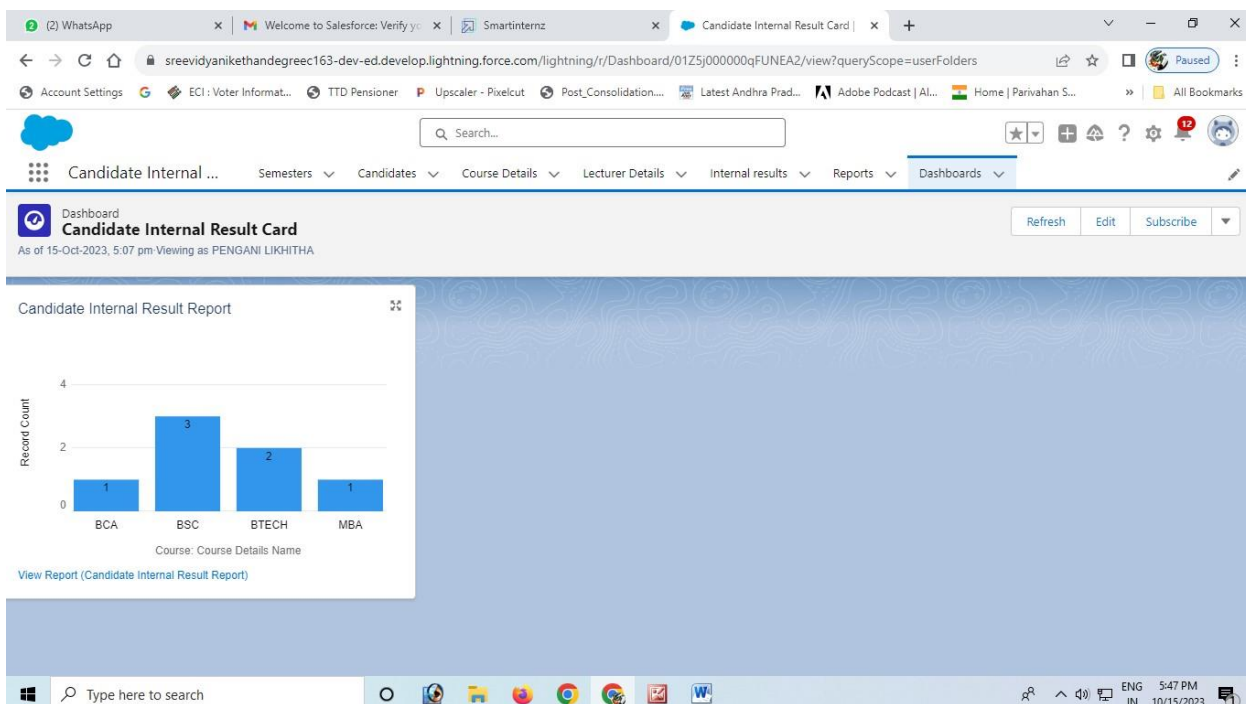 (2) WhatsApp
Welcome to Salesforce: Verify yo
Smartinternz
Candidate Internal Result Card |
sreevidyanikethandegreec163-dev-ed.develop.lightning.force.com/lightning/r/Dashboard/01Z5j000000qFUNEA2/view?queryScope=userFolders
Paused
Account Settings
ECI : Voter Informat...
TTD Pensioner
Upscaler - Pixelcut
Post_Consolidation....
Latest Andhra Prad...
Adobe Podcast | AI...
Home | Parivahan S...
»
All Bookmarks
Search...
12
Candidate Internal ...
Semesters
Candidates
Course Details
Lecturer Details
Internal results
Reports
Dashboards
Dashboard
Candidate Internal Result Card
As of 15-Oct-2023, 5:07 pm·Viewing as PENGANI LIKHITHA
Refresh
Edit
Subscribe
Candidate Internal Result Report
Record Count
4
2
0
1
3
2
1
BCA
BSC
BTECH
MBA
Course: Course Details Name
View Report (Candidate Internal Result Report)
Type here to search
ENG
IN
5:47 PM
10/15/2023